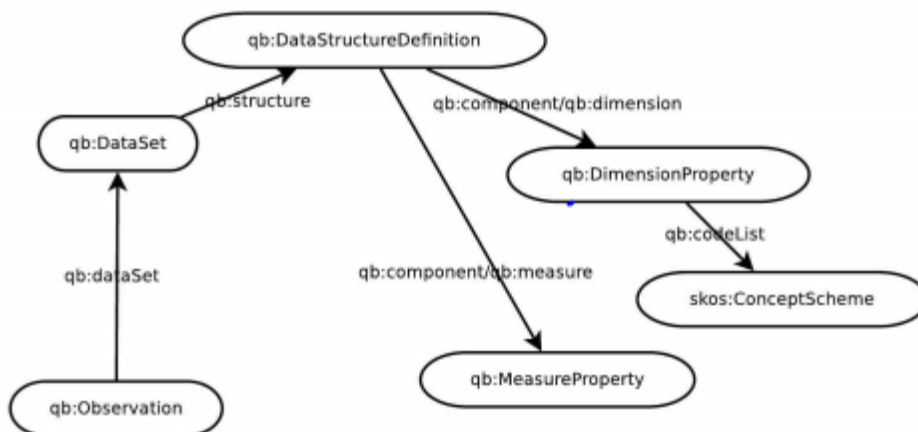 qb:DataStructureDefinition
qb:structure
qb:component/qb:dimension
qb:DataSet
qb:DimensionProperty
qb:codeList
qb:dataSet
qb:component/qb:measure
skos:ConceptScheme
qb:MeasureProperty
qb:Observation